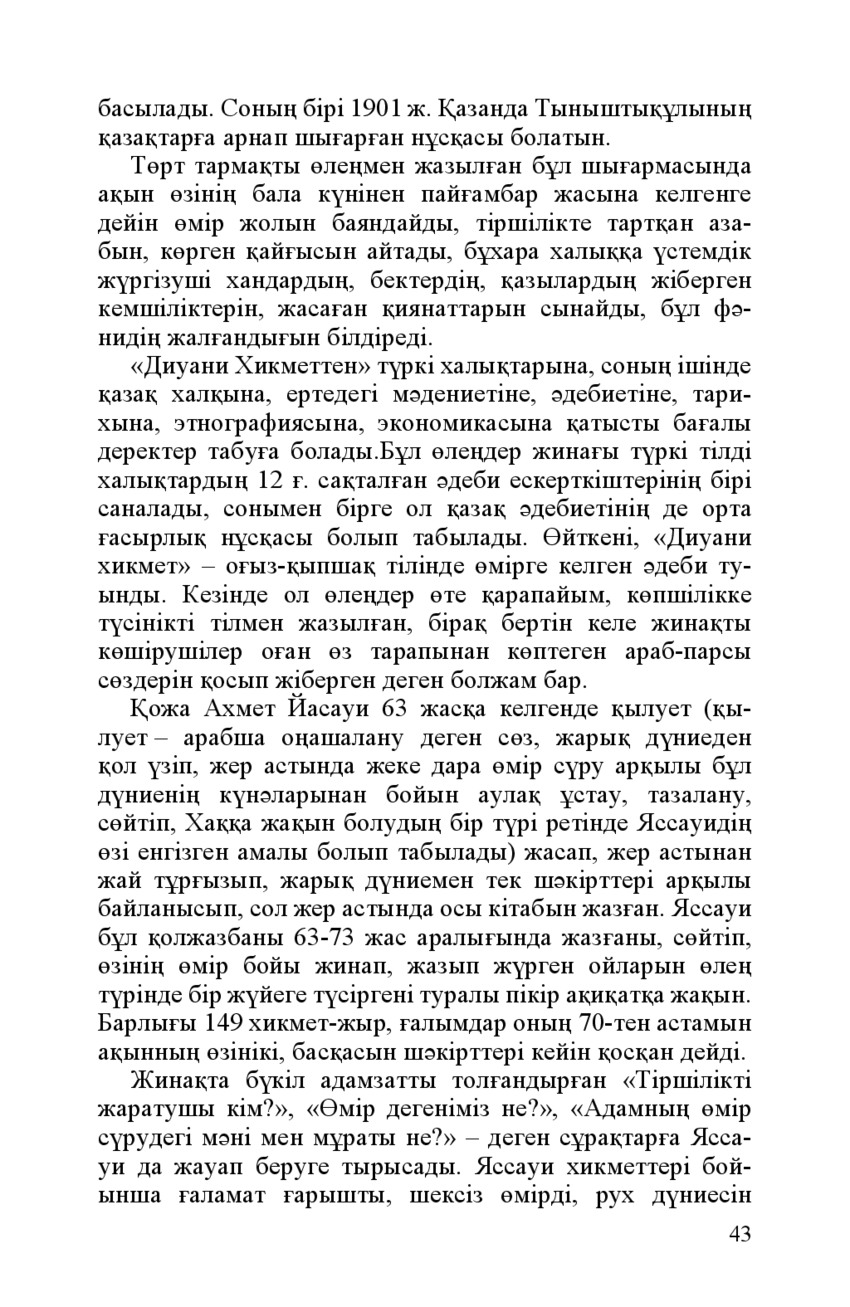 басылады. Соның бірі 1901 ж. Қазанда Тыныштықұлының
қазақтарға арнап шығарған нұсқасы болатын.
Төрт тармақты өлеңмен жазылған бұл шығармасында
ақын өзінің бала күнінен пайғамбар жасына келгенге
дейін өмір жолын баяндайды, тіршілікте тартқан аза-
бын, көрген қайғысын айтады, бұхара халыққа үстемдік
жүргізуші хандардың, бектердің, қазылардың жіберген
кемшіліктерін, жасаған қиянаттарын сынайды, бұл фә-
нидің жалғандығын білдіреді.
«Диуани Хикметтен» түркі халықтарына, соның ішінде
қазақ халқына, ертедегі мәдениетіне, әдебиетіне, тари-
хына, этнографиясына, экономикасына қатысты бағалы
деректер табуға болады.Бұл өлеңдер жинағы түркі тілді
халықтардың 12 ғ. сақталған әдеби ескерткіштерінің бірі
саналады, сонымен бірге ол қазақ әдебиетінің де орта
ғасырлық нұсқасы болып табылады. Өйткені, «Диуани
хикмет» – оғыз-қыпшақ тілінде өмірге келген әдеби ту-
ынды. Кезінде ол өлеңдер өте қарапайым, көпшілікке
түсінікті тілмен жазылған, бірақ бертін келе жинақты
көшірушілер оған өз тарапынан көптеген араб-парсы
сөздерін қосып жіберген деген болжам бар.
Қожа Ахмет Йасауи 63 жасқа келгенде қылует (қы-
лует – арабша оңашалану деген сөз, жарық дүниеден
қол үзіп, жер астында жеке дара өмір сүру арқылы бұл
дүниенің күнәларынан бойын аулақ ұстау, тазалану,
сөйтіп, Хаққа жақын болудың бір түрі ретінде Яссауидің
өзі енгізген амалы болып табылады) жасап, жер астынан
жай тұрғызып, жарық дүниемен тек шәкірттері арқылы
байланысып, сол жер астында осы кітабын жазған. Яссауи
бұл қолжазбаны 63-73 жас аралығында жазғаны, сөйтіп,
өзінің өмір бойы жинап, жазып жүрген ойларын өлең
түрінде бір жүйеге түсіргені туралы пікір ақиқатқа жақын.
Барлығы 149 хикмет-жыр, ғалымдар оның 70-тен астамын
ақынның өзінікі, басқасын шәкірттері кейін қосқан дейді.
Жинақта бүкіл адамзатты толғандырған «Тіршілікті
жаратушы кім?», «Өмір дегеніміз не?», «Адамның өмір
сүрудегі мәні мен мұраты не?» – деген сұрақтарға Ясса-
уи да жауап беруге тырысады. Яссауи хикметтері бой-
ынша ғаламат ғарышты, шексіз өмірді, рух дүниесін
43